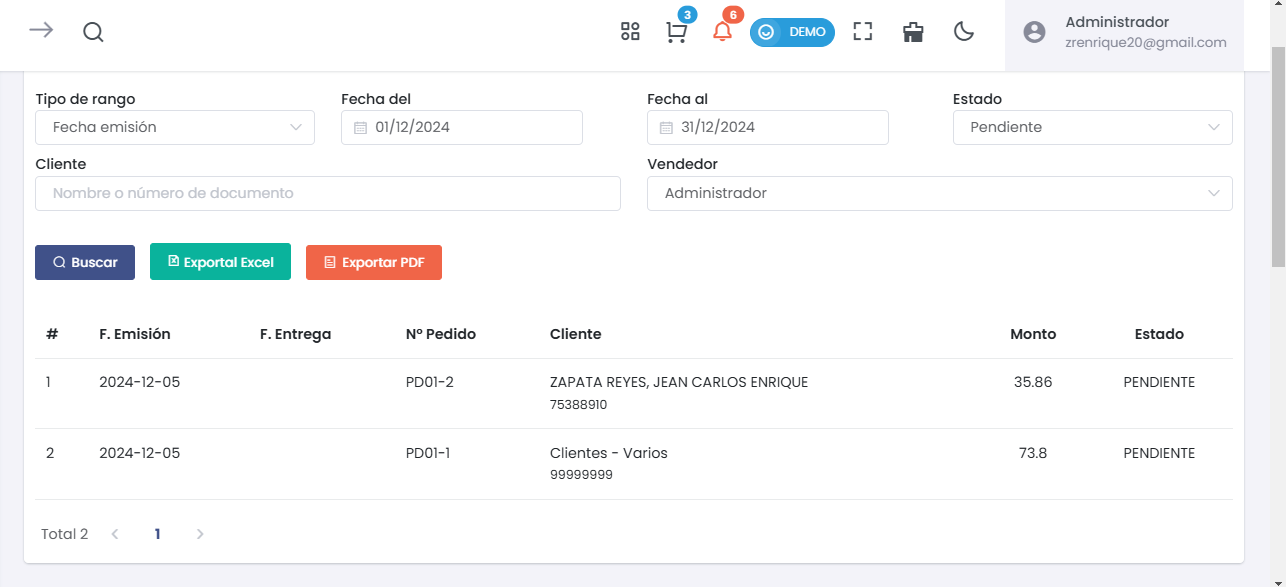 3
6
DEMO
Administrador
zrenrique20@gmail.com
Tipo de rango
Fecha del
Fecha al
Estado
Fecha emisión
01/12/2024
31/12/2024
Pendiente
Cliente
Vendedor
Nombre o número de documento
Administrador
Buscar
Exportal Excel
Exportar PDF
# F. Emisión F. Entrega N° Pedido Cliente Monto Estado
1 2024-12-05 PD01-2 ZAPATA REYES, JEAN CARLOS ENRIQUE 35.86 PENDIENTE
75388910
2 2024-12-05 PD01-1 Clientes - Varios 73.8 PENDIENTE
99999999
Total 2 < 1 >